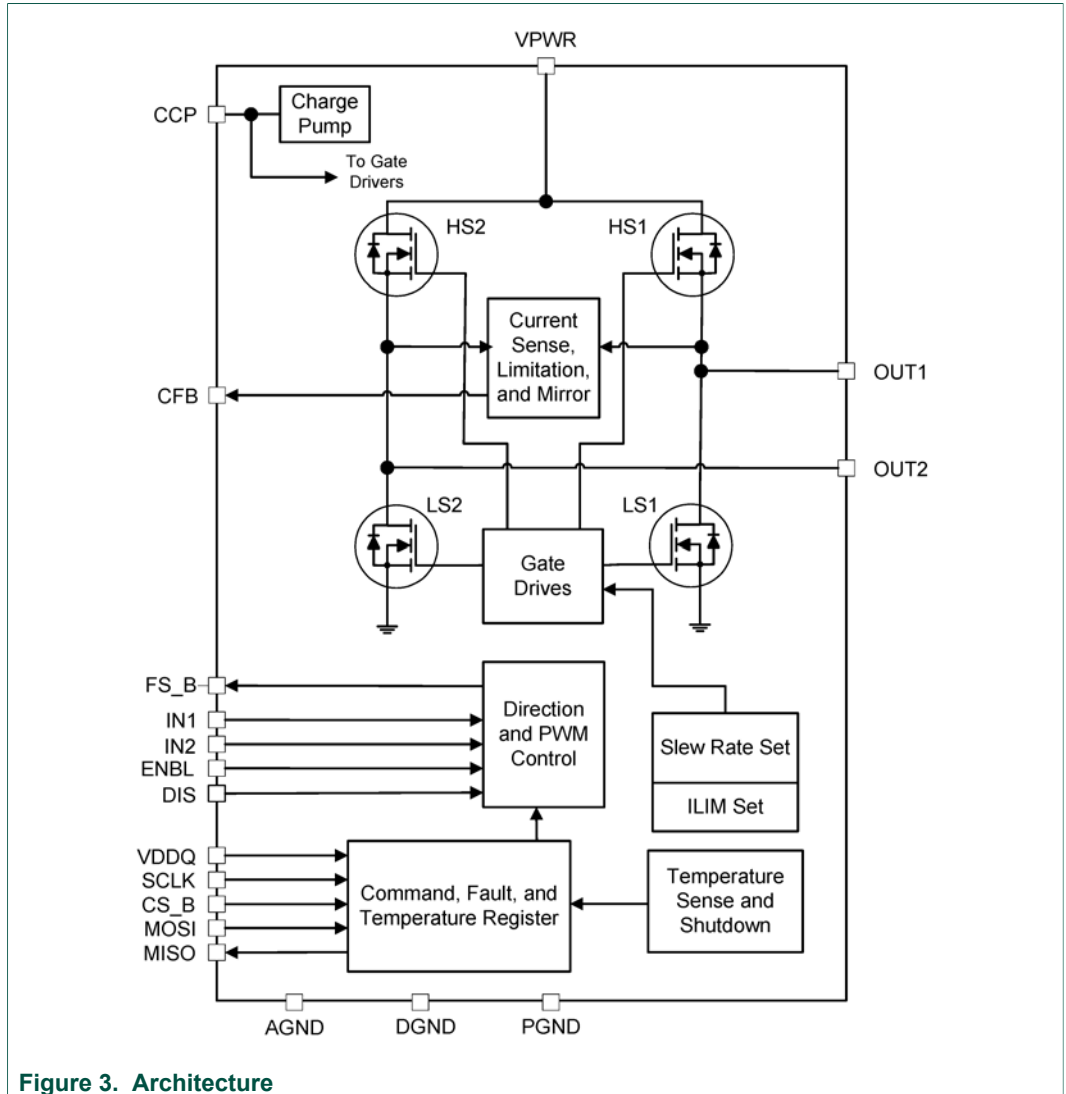 VPWR
CCP
Charge
Pump
To Gate
Drivers
HS2
HS1
Current
Sense,
Limitation,
and Mirror
OUT1
CFB
OUT2
LS2
LS1
Gate
Drives
FS_B
IN1
IN2
ENBL
DIS
Direction
and PWM
Control
Slew Rate Set
ILIM Set
VDDQ
SCLK
CS_B
MOSI
MISO
Command, Fault, and
Temperature Register
Temperature
Sense and
Shutdown
AGND
DGND
PGND
Figure 3. Architecture